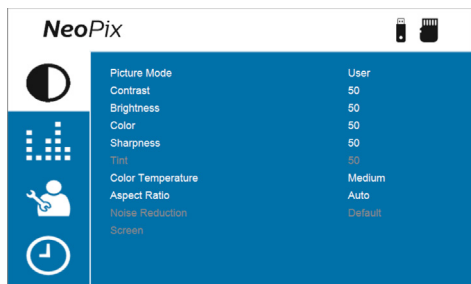 NeoPix
Picture Mode User
Contrast 50
Brightness 50
Color 50
Sharpness 50
Tint 50
Color Temperature Medium
Aspect Ratio Auto
Noise Reduction Default
Screen